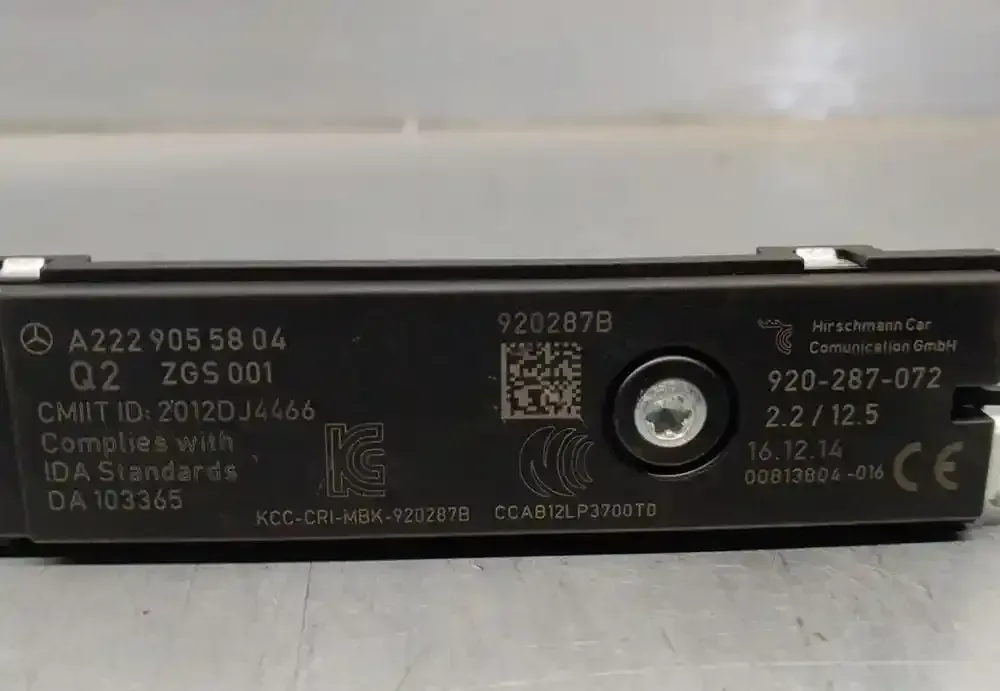 A222 905 58 04
Q2 ZGS 001
CMIIT ID: 2012DJ4466
Complies with
IDA Standards
DA 103365
KCC-CRI-MBK-920287B
920287B
CCAB12LP3700T0
Hirschmann Car
Comunication GmbH
920-287-072
2.2 / 12.5
16.12.14
00813804-016
CE